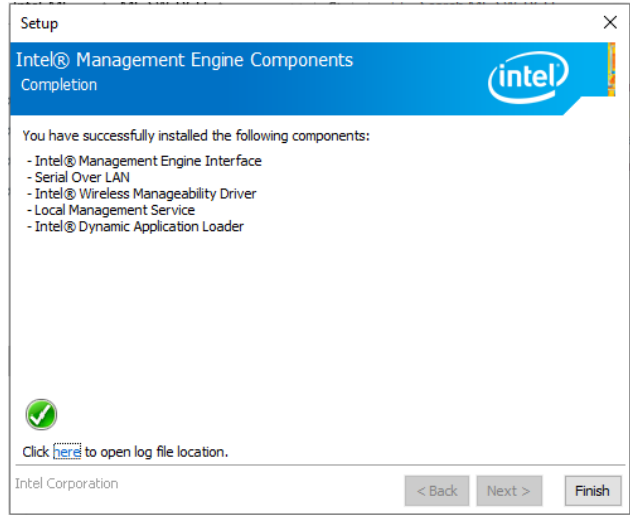 Setup
Intel® Management Engine Components
Completion
intel
You have successfully installed the following components:
- Intel® Management Engine Interface
- Serial Over LAN
- Intel® Wireless Manageability Driver
- Local Management Service
- Intel® Dynamic Application Loader
Click here to open log file location.
Intel Corporation
< Back Next > Finish